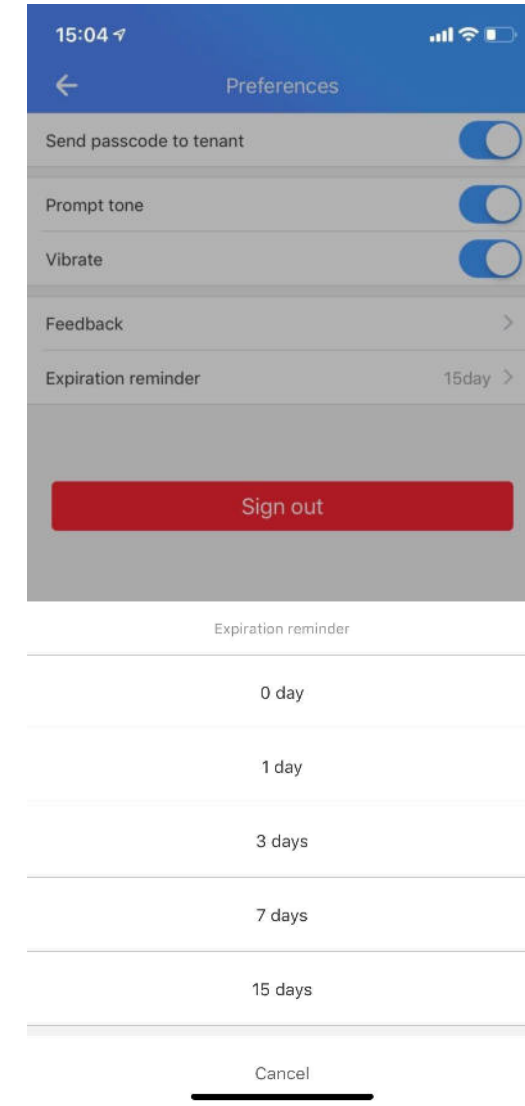 15:04
Preferences
Send passcode to tenant
Prompt tone
Vibrate
Feedback
Expiration reminder 15day
Sign out
Expiration reminder
0 day
1 day
3 days
7 days
15 days
Cancel